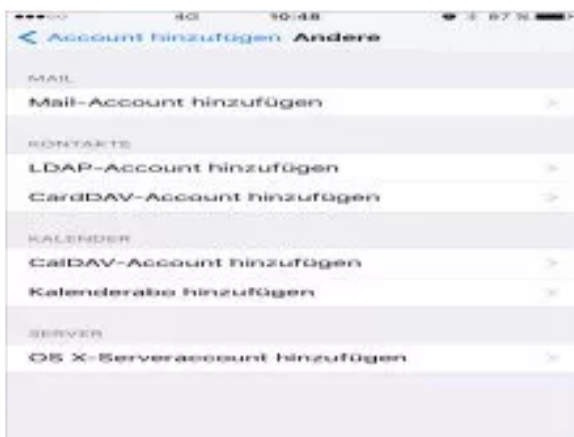 4G 10:48 87 %
Account hinzufügen Andere
MAIL
Mail-Account hinzufügen
KONTAKTE
LDAP-Account hinzufügen
CardDAV-Account hinzufügen
KALENDER
CalDAV-Account hinzufügen
Kalenderabo hinzufügen
SERVER
OS X-Serveraccount hinzufügen